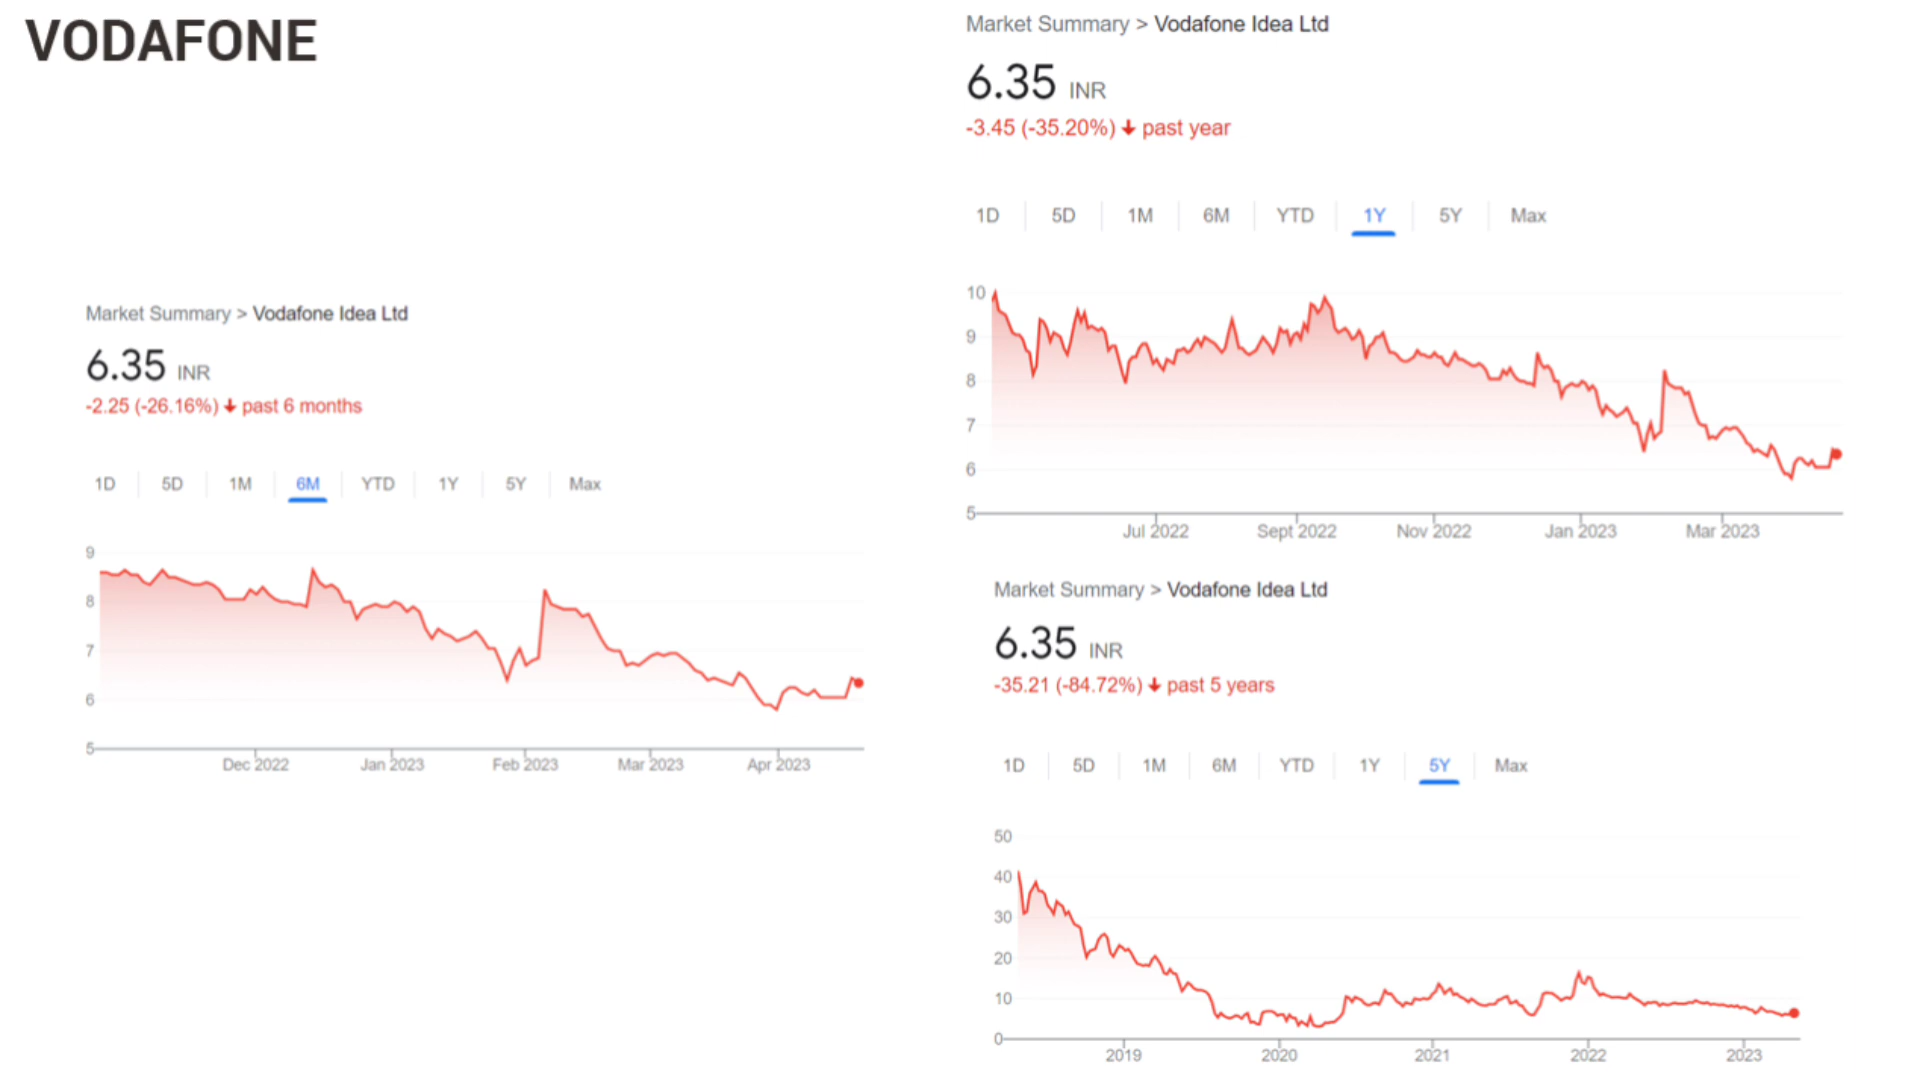 VODAFONE
Market Summary > Vodafone Idea Ltd
6.35 INR
-2.25 (-26.16%) ↓ past 6 months
1D 5D 1M 6M YTD 1Y 5Y Max
9
8
7
6
5
Dec 2022 Jan 2023 Feb 2023 Mar 2023 Apr 2023
Market Summary > Vodafone Idea Ltd
6.35 INR
-3.45 (-35.20%) ↓ past year
1D 5D 1M 6M YTD 1Y 5Y Max
10
9
8
7
6
5
Jul 2022 Sept 2022 Nov 2022 Jan 2023 Mar 2023
Market Summary > Vodafone Idea Ltd
6.35 INR
-35.21 (-84.72%) ↓ past 5 years
1D 5D 1M 6M YTD 1Y 5Y Max
50
40
30
20
10
0
2019 2020 2021 2022 2023